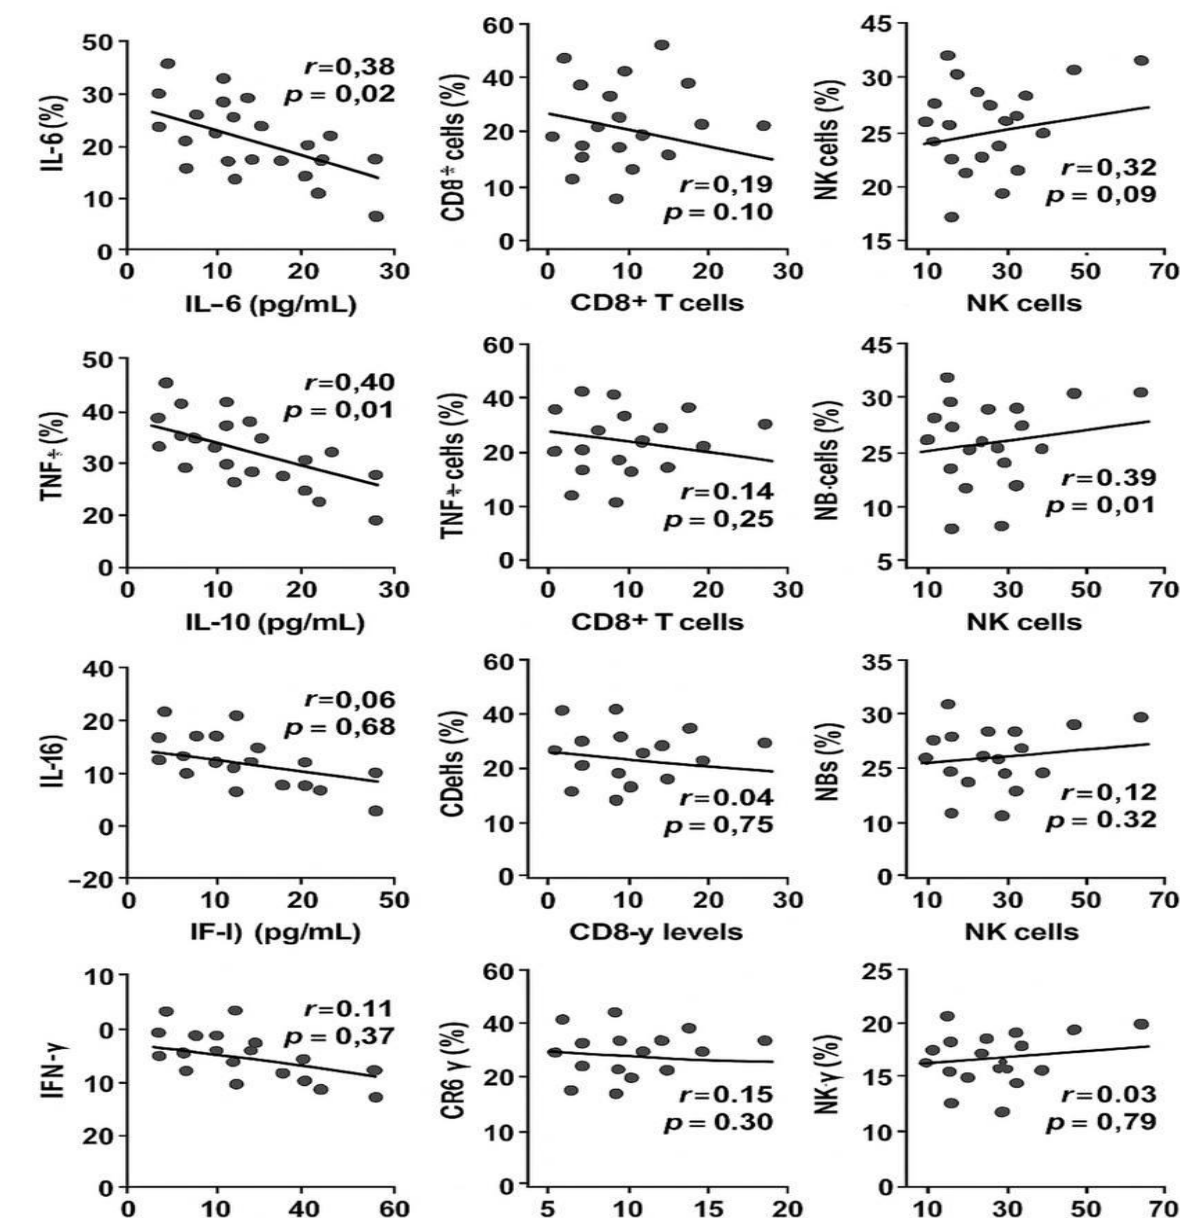 50
30
20
10
0
IL-6 (%)
r=0,38
p = 0,02
0 10 20 30
IL-6 (pg/mL)
60
40
20
10
0
r=0,19
p = 0.10
0 10 20 30
CD8+ T cells
45
30
25
20
15
NK cells (%)
r=0,32
p = 0,09
10 30 50 70
NK cells
50
40
30
20
0
(%)
r=0,40
p = 0,01
0 10 20 30
IL-10 (pg/mL)
60
40
20
10
0
cells (%)
r=0.14
p = 0,25
0 10 20 30
CD8+ T cells
45
30
25
10
5
NB·cells (%)
r=0.39
p = 0,01
10 30 50 70
NK cells
40
20
10
0
−20
IL-16)
r=0,06
p = 0,68
0 10 20 50
IF-I) (pg/mL)
60
40
20
10
0
(%)
r=0.04
p = 0,75
0 10 20 30
CD8-y levels
35
30
25
10
0
NBs (%)
r=0,12
p = 0.32
10 30 50 70
NK cells
10
0
10
20
0
IFN-γ
r=0.11
p = 0,37
0 10 40 60
60
40
20
10
0
CR6 γ (%)
r=0.15
p = 0.30
5 10 15 20
25
20
15
10
0
NK·γ (%)
r=0.03
p = 0,79
10 30 50 70